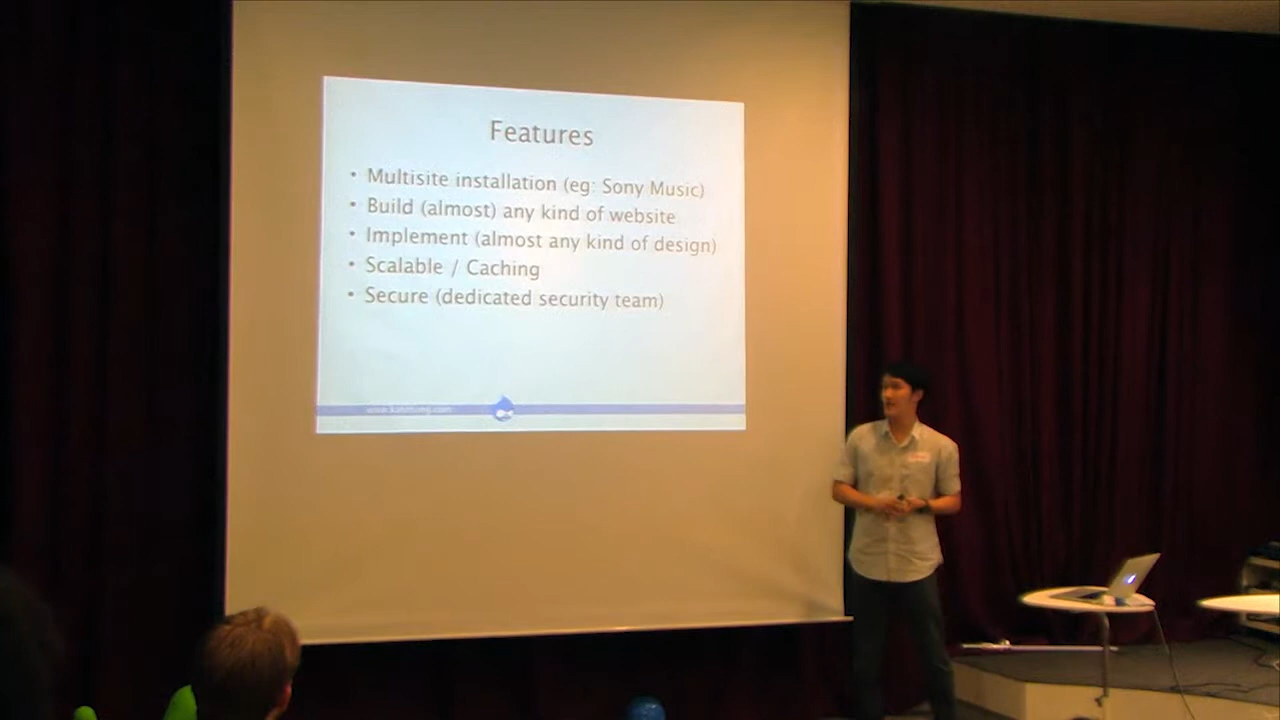 Features
• Multisite installation (eg: Sony Music)
• Build (almost) any kind of website
• Implement (almost any kind of design)
• Scalable / Caching
• Secure (dedicated security team)